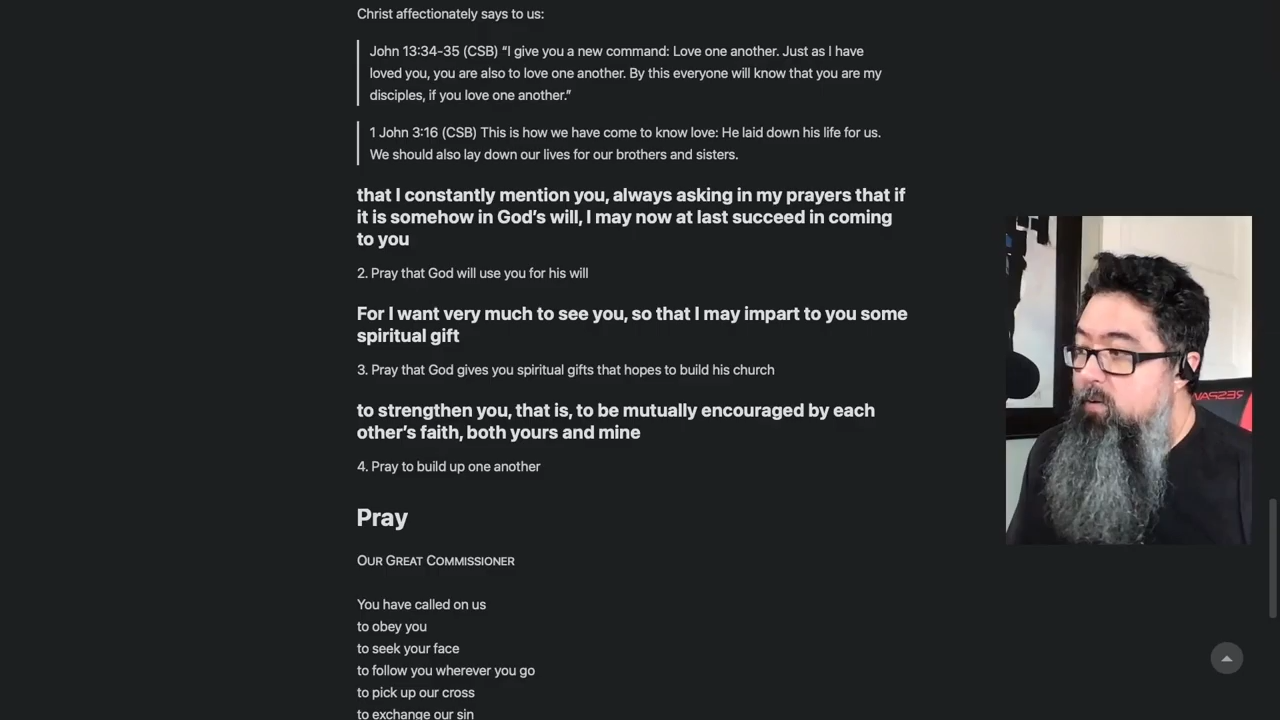 Christ affectionately says to us:
John 13:34-35 (CSB) “I give you a new command: Love one another. Just as I have
loved you, you are also to love one another. By this everyone will know that you are my
disciples, if you love one another.”
1 John 3:16 (CSB) This is how we have come to know love: He laid down his life for us.
We should also lay down our lives for our brothers and sisters.
that I constantly mention you, always asking in my prayers that if
it is somehow in God’s will, I may now at last succeed in coming
to you
2. Pray that God will use you for his will
For I want very much to see you, so that I may impart to you some
spiritual gift
3. Pray that God gives you spiritual gifts that hopes to build his church
to strengthen you, that is, to be mutually encouraged by each
other’s faith, both yours and mine
4. Pray to build up one another
Pray
Our Great Commissioner
You have called on us
to obey you
to seek your face
to follow you wherever you go
to pick up our cross
to exchange our sin
RESPAW